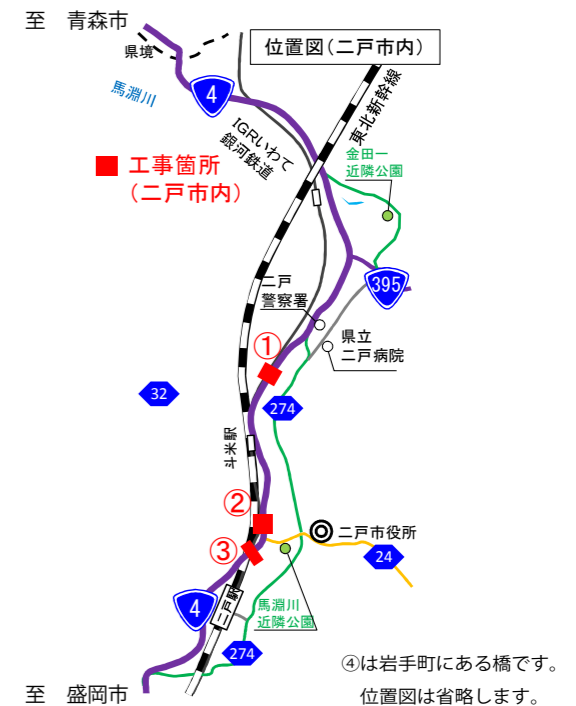 至 青森市
位置図(二戸市内)
県境
4
馬淵川
東北新幹線
IGRいわて
銀河鉄道
金田一
近隣公園
工事箇所
(二戸市内)
395
二戸
警察署
県立
二戸病院
①
32
274
斗米駅
②
二戸市役所
③
24
4
二戸駅
馬淵川
近隣公園
274
④は岩手町にある橋です。
位置図は省略します。
至 盛岡市